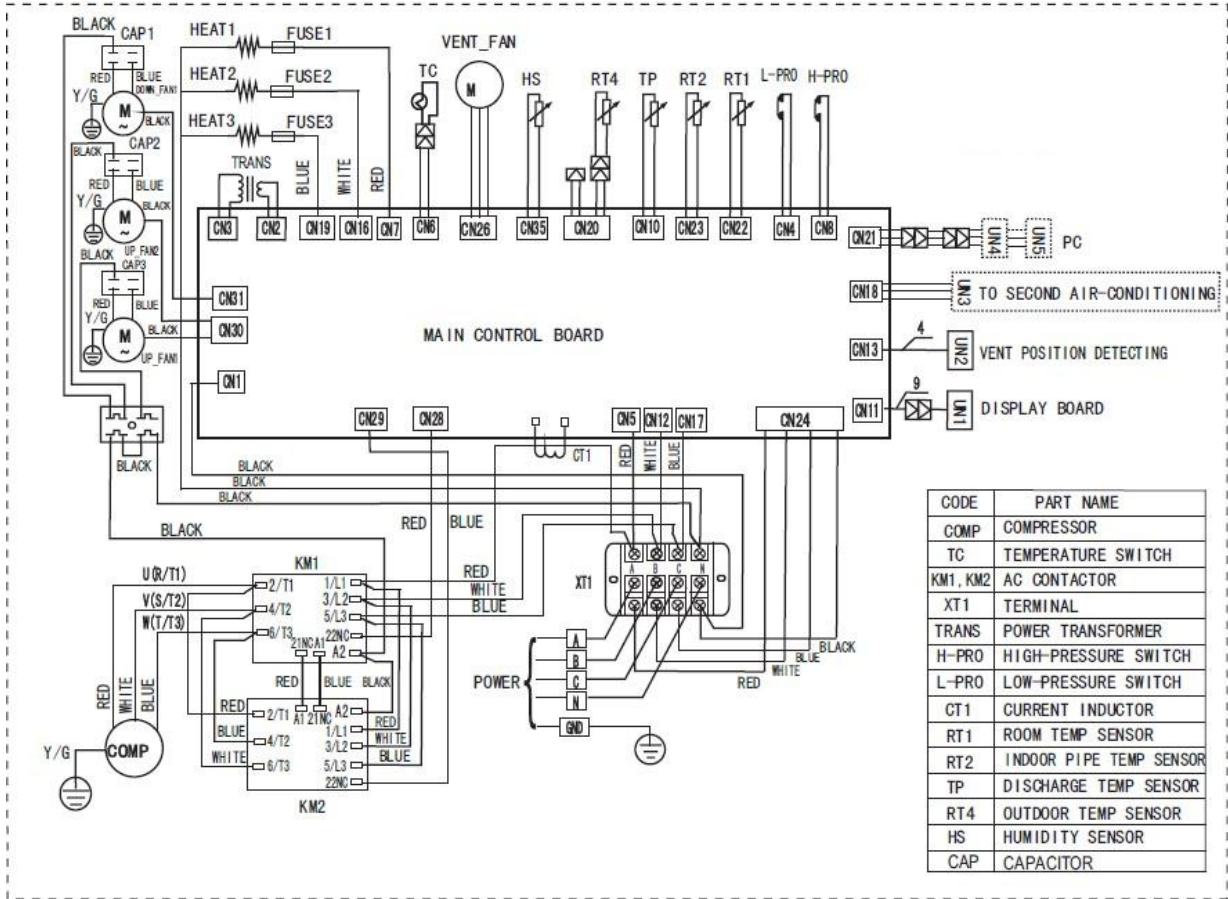 BLACK CAP1
RED BLUE
DOWN_FAN1
Y/G
M
~
BLACK
BLACK CAP2
RED BLUE
Y/G BLACK
M
~
UP_FAN2
BLACK CAP3
RED BLUE
Y/G
M
~
BLACK
UP_FAN1
BLACK
HEAT1 FUSE1
HEAT2 FUSE2
HEAT3 FUSE3
TRANS
BLUE
WHITE
RED
TC
VENT_FAN
M
HS
RT4
TP
RT2
RT1
L-PRO
H-PRO
CN3 CN2 CN19 CN16 CN7 CN6 CN26 CN35 CN20 CN10 CN23 CN22 CN4 CN8
CN21 UN4 UN5 PC
CN18 UN3 TO SECOND AIR-CONDITIONING
CN13 4 UN2 VENT POSITION DETECTING
CN11 9 UN1 DISPLAY BOARD
CN31
CN30
CN1
MAIN CONTROL BOARD
CN29 CN28 CN5 CN12 CN17 CN24
CT1
RED
WHITE
BLUE
BLACK
BLACK
BLACK
BLACK
RED BLUE
KM1
U(R/T1)
V(S/T2)
W(T/T3)
2/T1 1/L1
4/T2 3/L2
6/T3 5/L3
22NC
21NC A1 A2
RED
WHITE
BLUE
RED BLUE BLACK
RED
WHITE
BLUE
RED
BLUE
WHITE
2/T1 A1 21NC A2
1/L1
4/T2 3/L2
6/T3 5/L3
22NC
RED
WHITE
BLUE
KM2
Y/G
COMP
XT1
A B C N
POWER
A
B
C
N
GND
RED
WHITE
BLUE
BLACK
CODE PART NAME
COMP COMPRESSOR
TC TEMPERATURE SWITCH
KM1,KM2 AC CONTACTOR
XT1 TERMINAL
TRANS POWER TRANSFORMER
H-PRO HIGH-PRESSURE SWITCH
L-PRO LOW-PRESSURE SWITCH
CT1 CURRENT INDUCTOR
RT1 ROOM TEMP SENSOR
RT2 INDOOR PIPE TEMP SENSOR
TP DISCHARGE TEMP SENSOR
RT4 OUTDOOR TEMP SENSOR
HS HUMIDITY SENSOR
CAP CAPACITOR